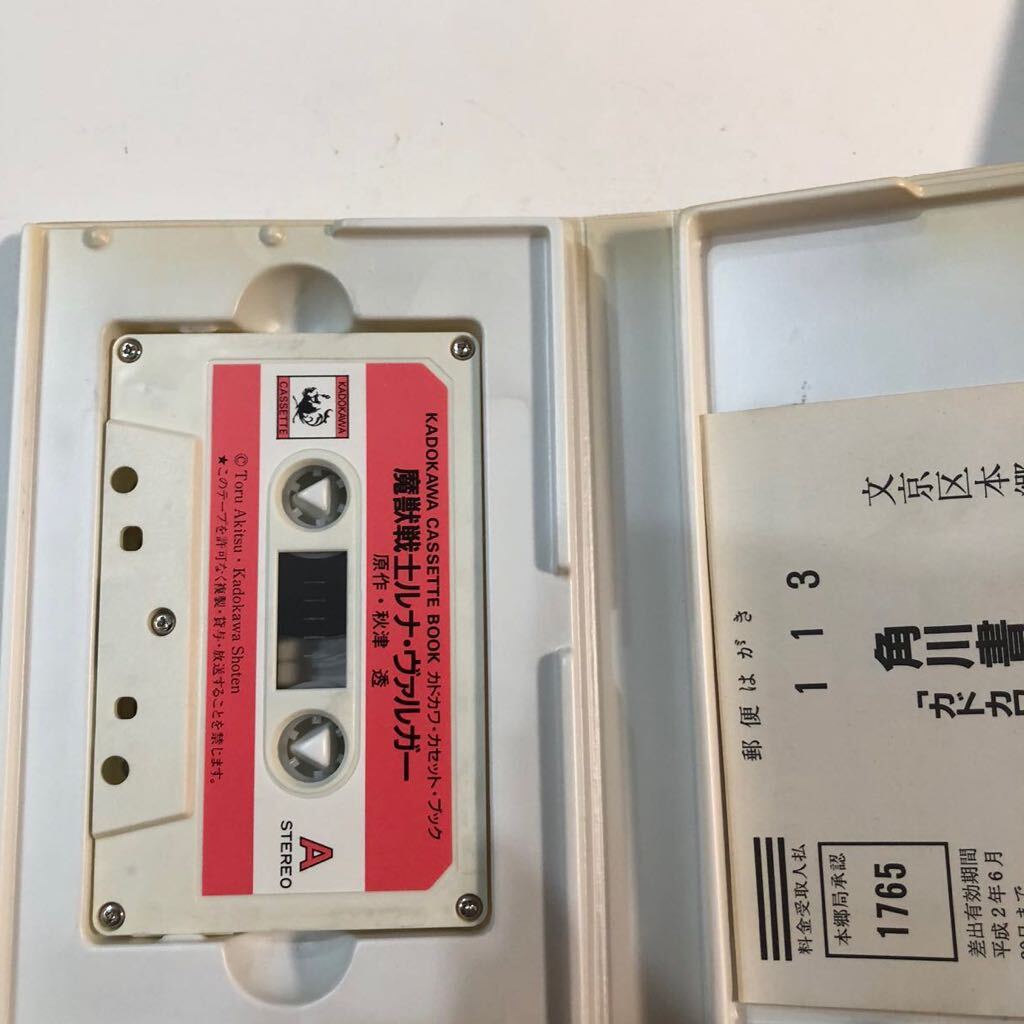 KADOKAWA CASSETTE BOOK カドカワ・カセット・ブック
魔獣戦士ルナ・ヴァルガー
原作・秋津 透
KADOKAWA
CASSETTE
A
STEREO
© Toru Akitsu・Kadokawa Shoten
★このテープを許可なく複製・貸与・放送することを禁じます。
郵便はがき
113
文京区本郷
角川書
「カドカワ
料金受取人払
本郷局承認
1765
差出有効期間
平成2年6月